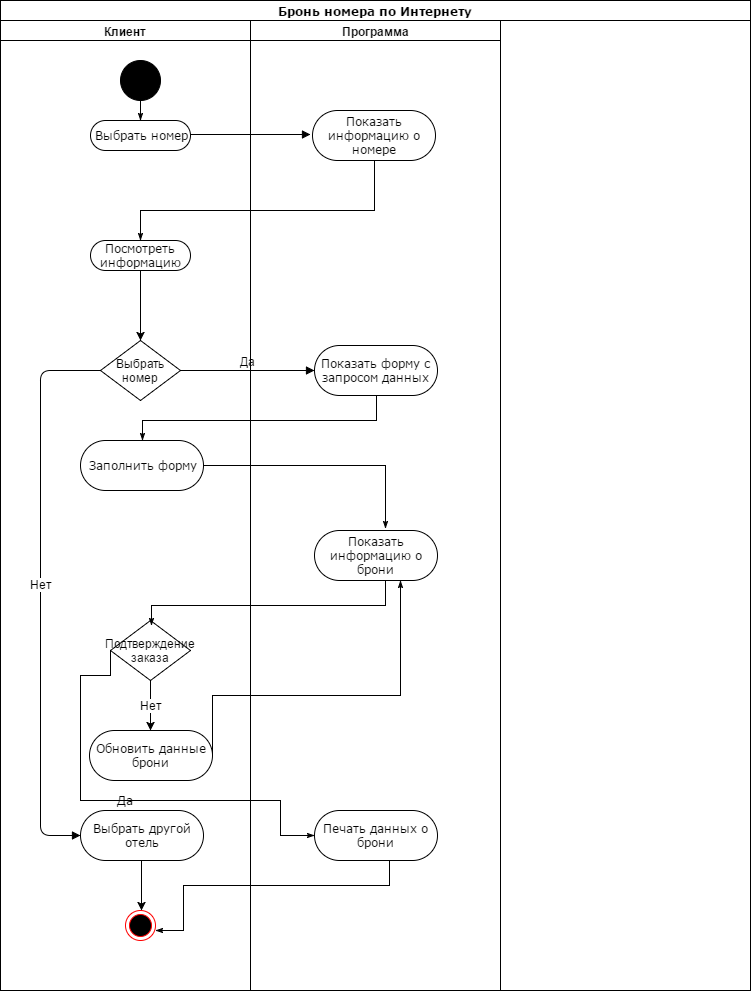 Бронь номера по Интернету
Клиент
Программа
Выбрать номер
Показать
информацию о
номере
Посмотреть
информацию
Выбрать
номер
Да
Показать форму с
запросом данных
Заполнить форму
Показать
информацию о
брони
Нет
Подтверждение
заказа
Нет
Обновить данные
брони
Да
Выбрать другой
отель
Печать данных о
брони